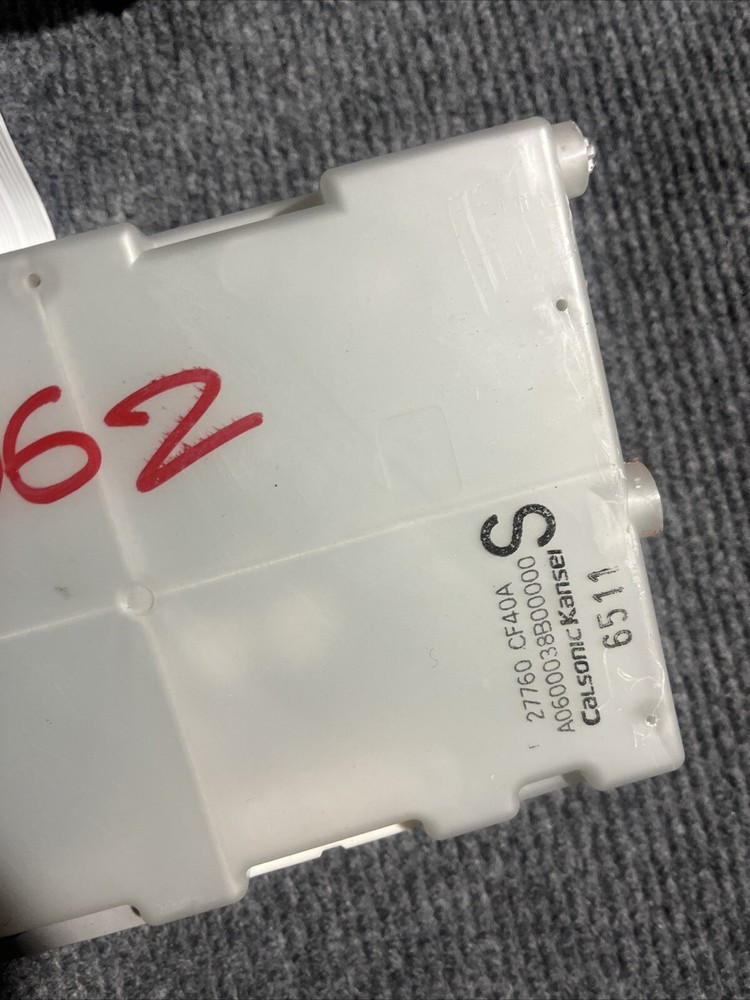 62
S
27760 CF40A
A0600038B00000
CALSONIC Kansei
6511